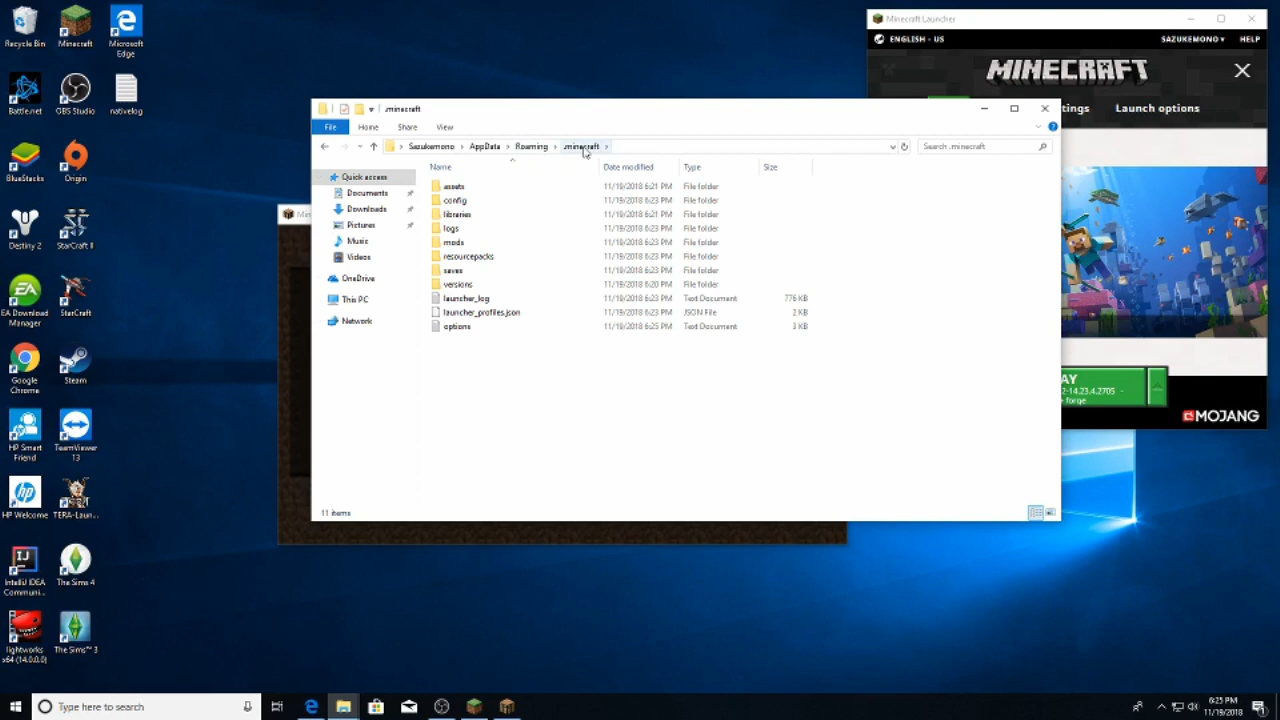 Recycle Bin
Minecraft
Microsoft
Edge
Battle.net
OBS Studio
nativelog
BlueStacks
Origin
Destiny 2
StarCraft II
EA Download
Manager
StarCraft
Google
Chrome
Steam
HP Smart
Friend
TeamViewer
13
HP Welcome
TERA-Laun...
IntelliJ IDEA
Communi...
The Sims 4
lightworks
x64 (14.0.0.0)
The Sims™ 3
Minecraft Launcher
ENGLISH - US
SAZUKEMONO
HELP
MINECRAFT
tings
Launch options
AY
2-14.23.4.2705 -
forge
MOJANG
Min
.minecraft
File
Home
Share
View
Sazukemono
AppData
Roaming
.minecraft
Search .minecraft
Name
Date modified
Type
Size
Quick access
Documents
Downloads
Pictures
Music
Videos
OneDrive
This PC
Network
assets 11/19/2018 6:21 PM File folder
config 11/19/2018 6:23 PM File folder
libraries 11/19/2018 6:21 PM File folder
logs 11/19/2018 6:23 PM File folder
mods 11/19/2018 6:23 PM File folder
resourcepacks 11/19/2018 6:23 PM File folder
saves 11/19/2018 6:23 PM File folder
versions 11/19/2018 6:20 PM File folder
launcher_log 11/19/2018 6:23 PM Text Document 776 KB
launcher_profiles.json 11/19/2018 6:23 PM JSON File 2 KB
options 11/19/2018 6:25 PM Text Document 3 KB
11 items
Type here to search
6:25 PM
11/19/2018